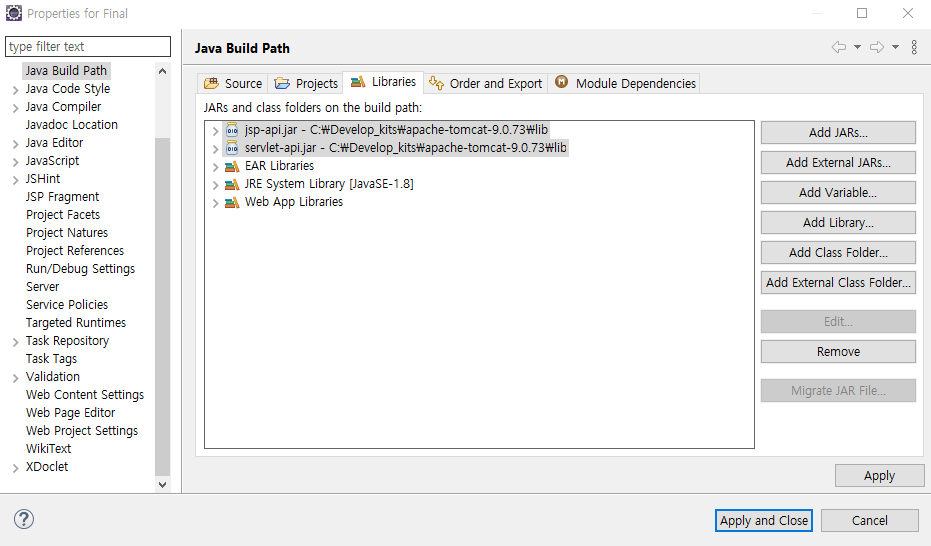 Properties for Final
type filter text
Java Build Path
Java Code Style
Java Compiler
Javadoc Location
Java Editor
JavaScript
JSHint
JSP Fragment
Project Facets
Project Natures
Project References
Run/Debug Settings
Server
Service Policies
Targeted Runtimes
Task Repository
Task Tags
Validation
Web Content Settings
Web Page Editor
Web Project Settings
WikiText
XDoclet
Java Build Path
Source
Projects
Libraries
Order and Export
Module Dependencies
JARs and class folders on the build path:
jsp-api.jar - C:₩Develop_kits₩apache-tomcat-9.0.73₩lib
servlet-api.jar - C:₩Develop_kits₩apache-tomcat-9.0.73₩lib
EAR Libraries
JRE System Library [JavaSE-1.8]
Web App Libraries
Add JARs...
Add External JARs...
Add Variable...
Add Library...
Add Class Folder...
Add External Class Folder...
Edit...
Remove
Migrate JAR File...
Apply
Apply and Close
Cancel